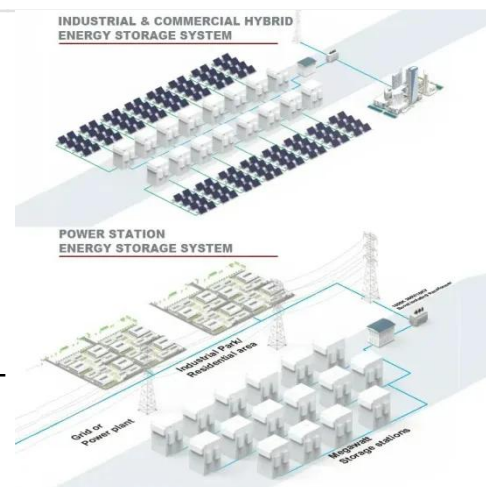 INDUSTRIAL & COMMERCIAL HYBRID
ENERGY STORAGE SYSTEM
POWER STATION
ENERGY STORAGE SYSTEM
Industrial Park/
Residential area
Grid or
Power plant
Megawatt
Storage stations